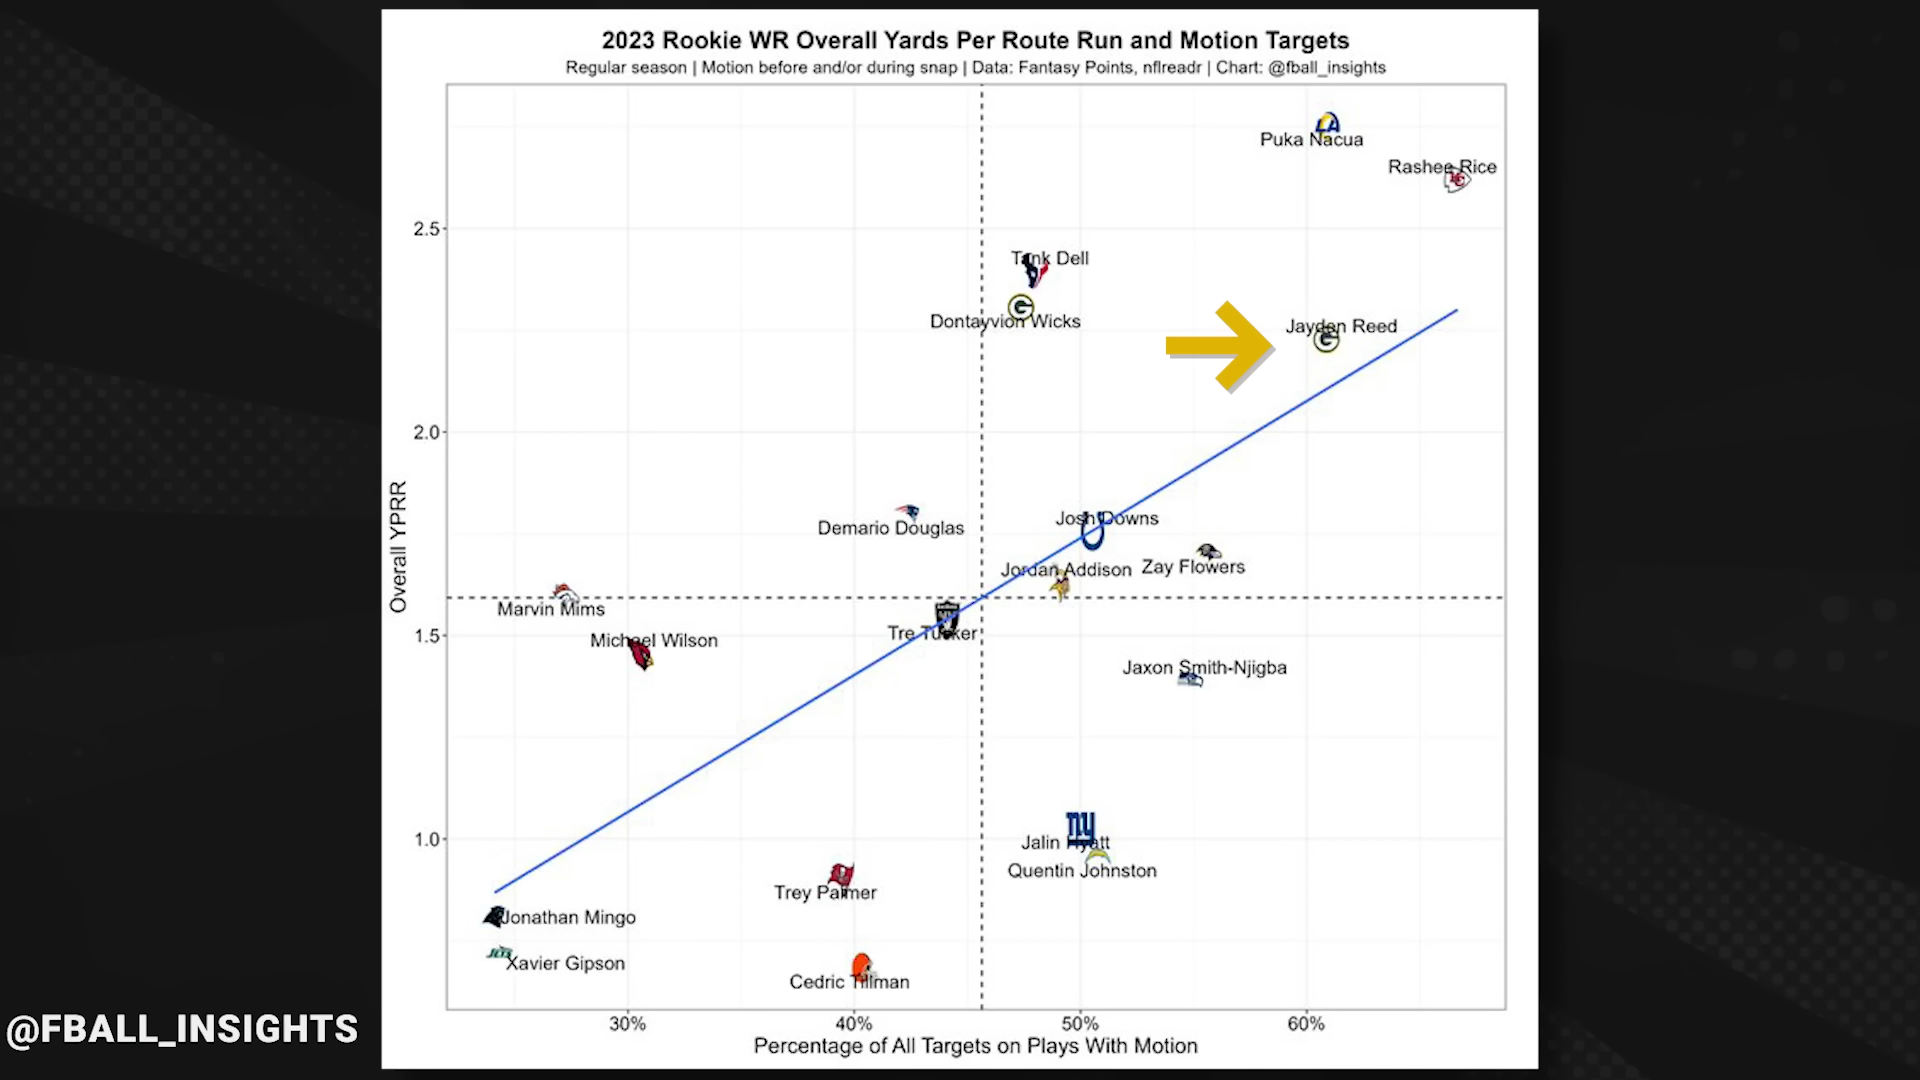 2023 Rookie WR Overall Yards Per Route Run and Motion Targets
Regular season | Motion before and/or during snap | Data: Fantasy Points, nflreadr | Chart: @fball_insights
LA
Puka Nacua
Rashee Rice
KC
2.5
Tank Dell
G
Dontayvion Wicks
Jayden Reed
G
2.0
Overall YPRR
Demario Douglas
Josh Downs
Jordan Addison
Zay Flowers
Marvin Mims
Michael Wilson
Tre Tucker
1.5
Jaxon Smith-Njigba
ny
1.0
Jalin Hyatt
Quentin Johnston
Trey Palmer
Jonathan Mingo
JETS
Xavier Gipson
Cedric Tillman
30%
40%
50%
60%
Percentage of All Targets on Plays With Motion
@FBALL_INSIGHTS